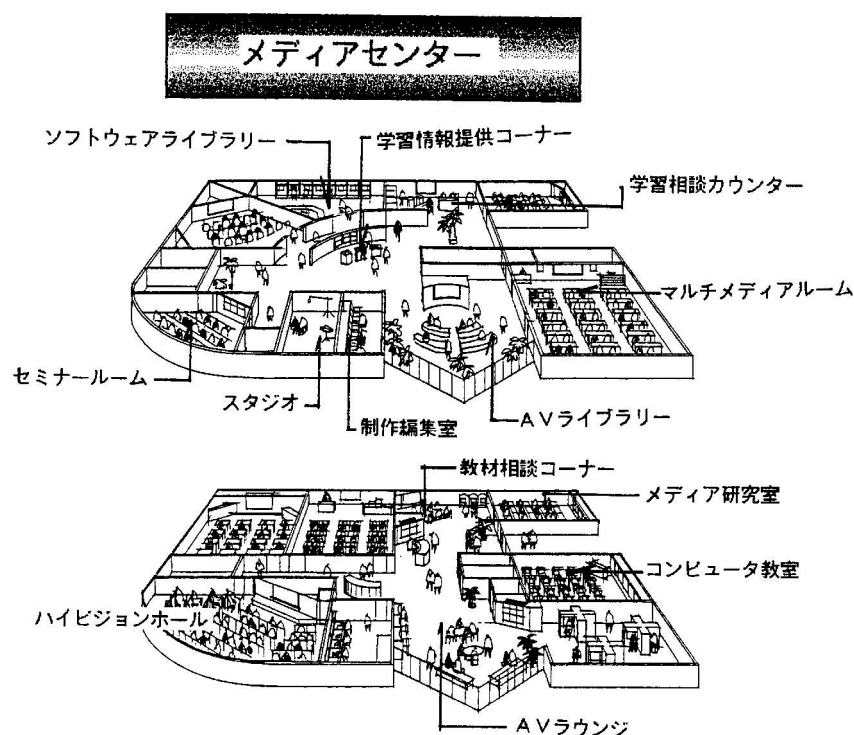 メディアセンター
ソフトウェアライブラリー
学習情報提供コーナー
学習相談カウンター
マルチメディアルーム
セミナールーム
スタジオ
制作編集室
AVライブラリー
教材相談コーナー
メディア研究室
コンピュータ教室
ハイビジョンホール
AVラウンジ